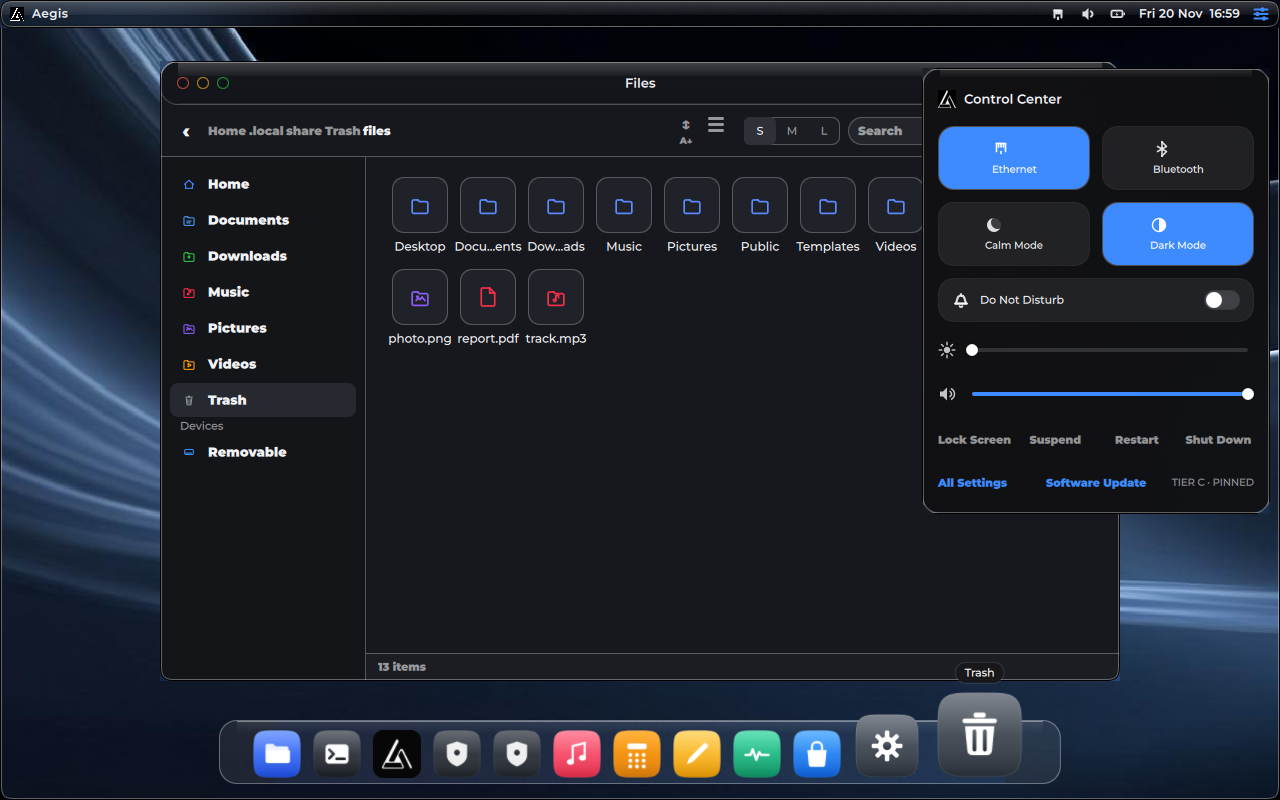 Aegis
Fri 20 Nov 16:59
Files
Home .local share Trash files
A+
S M L
Search
Home
Documents
Downloads
Music
Pictures
Videos
Trash
Devices
Removable
Desktop Docu...ents Dow...ads Music Pictures Public Templates Videos
photo.png report.pdf track.mp3
13 items
Control Center
Ethernet Bluetooth
Calm Mode Dark Mode
Do Not Disturb
Lock Screen Suspend Restart Shut Down
All Settings Software Update TIER C · PINNED
Trash